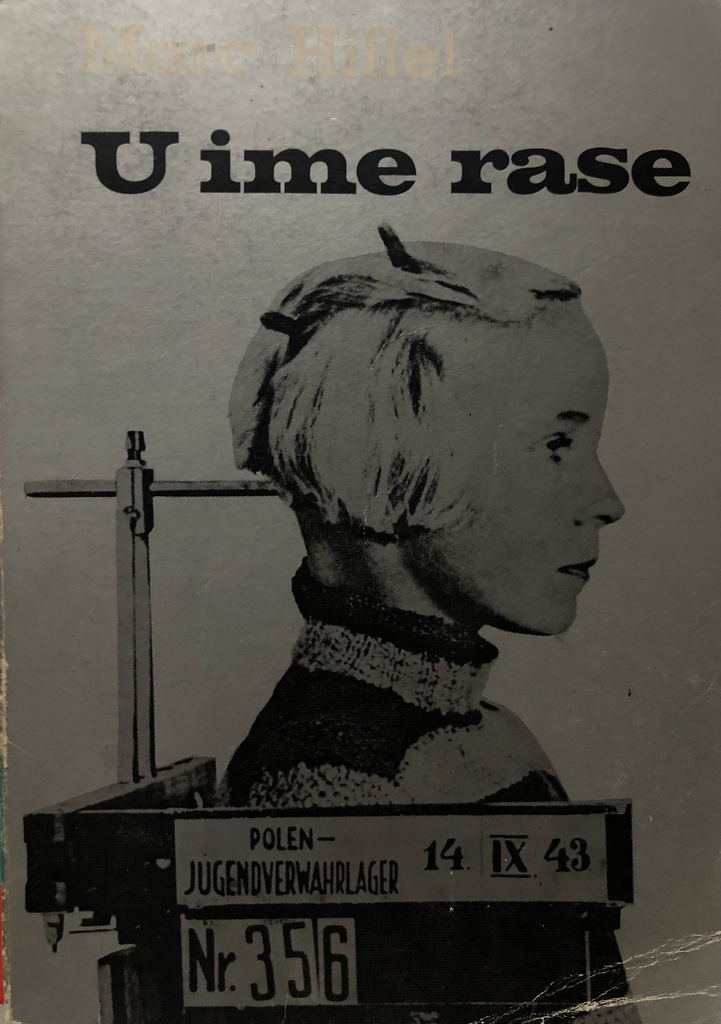 Marc Hillel
U ime rase
POLEN—
JUGENDVERWAHRLAGER
14. IX. 43
Nr. 356